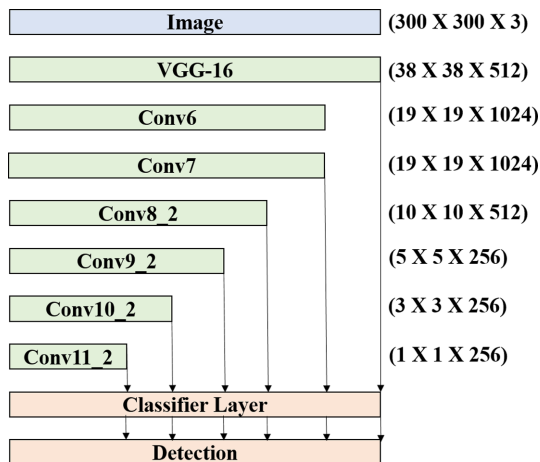 Image (300 X 300 X 3)
VGG-16 (38 X 38 X 512)
Conv6 (19 X 19 X 1024)
Conv7 (19 X 19 X 1024)
Conv8_2 (10 X 10 X 512)
Conv9_2 (5 X 5 X 256)
Conv10_2 (3 X 3 X 256)
Conv11_2 (1 X 1 X 256)
Classifier Layer
Detection